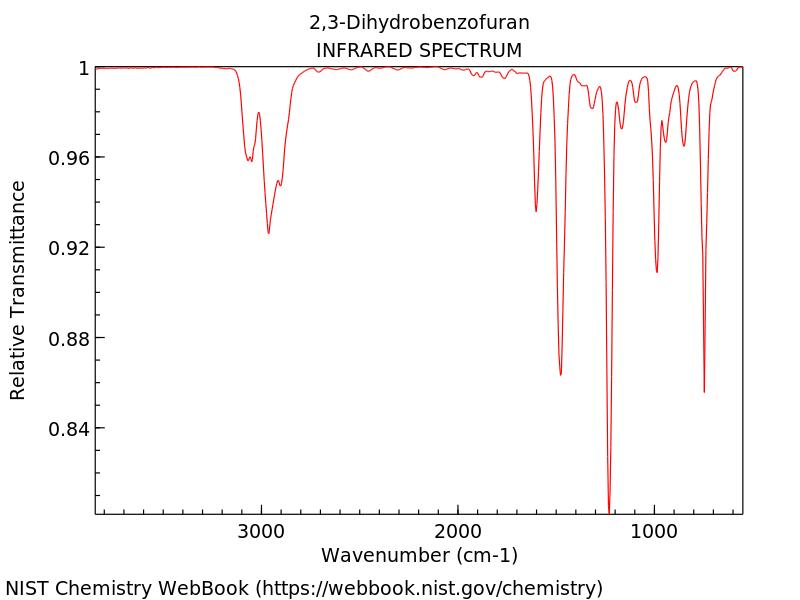 2,3-Dihydrobenzofuran
INFRARED SPECTRUM
1
0.96
0.92
0.88
0.84
Relative Transmittance
3000 2000 1000
Wavenumber (cm-1)
NIST Chemistry WebBook (https://webbook.nist.gov/chemistry)